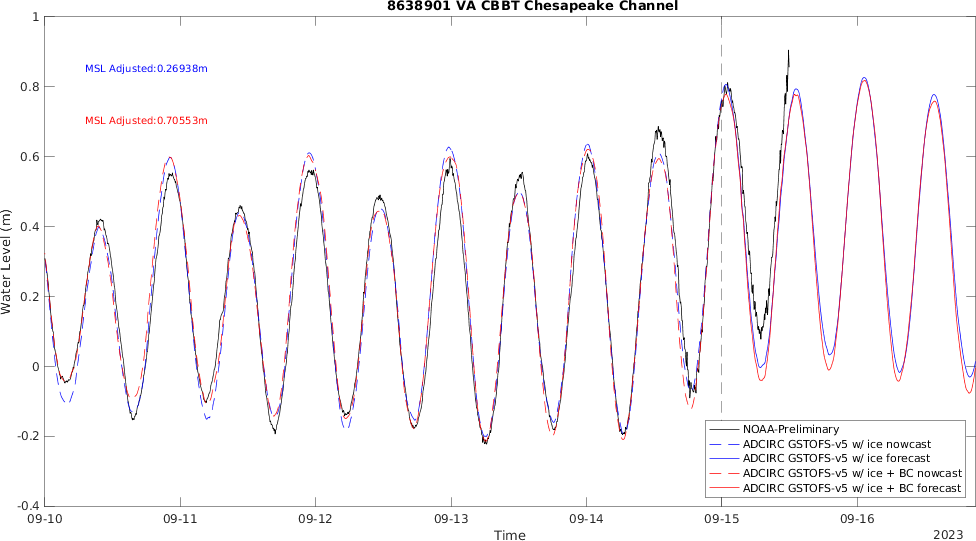 8638901 VA CBBT Chesapeake Channel
1
0.8
0.6
0.4
0.2
0
-0.2
-0.4
Water Level (m)
MSL Adjusted:0.26938m
MSL Adjusted:0.70553m
NOAA-Preliminary
ADCIRC GSTOFS-v5 w/ice nowcast
ADCIRC GSTOFS-v5 w/ice forecast
ADCIRC GSTOFS-v5 w/ice + BC nowcast
ADCIRC GSTOFS-v5 w/ice + BC forecast
09-10 09-11 09-12 09-13 09-14 09-15 09-16
Time
2023